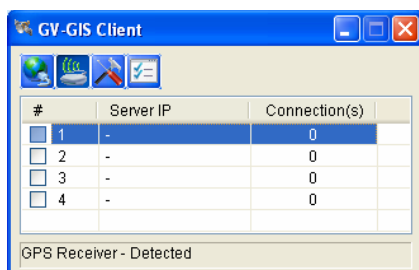 GV-GIS Client
# Server IP Connection(s)
1 - 0
2 - 0
3 - 0
4 - 0
GPS Receiver - Detected